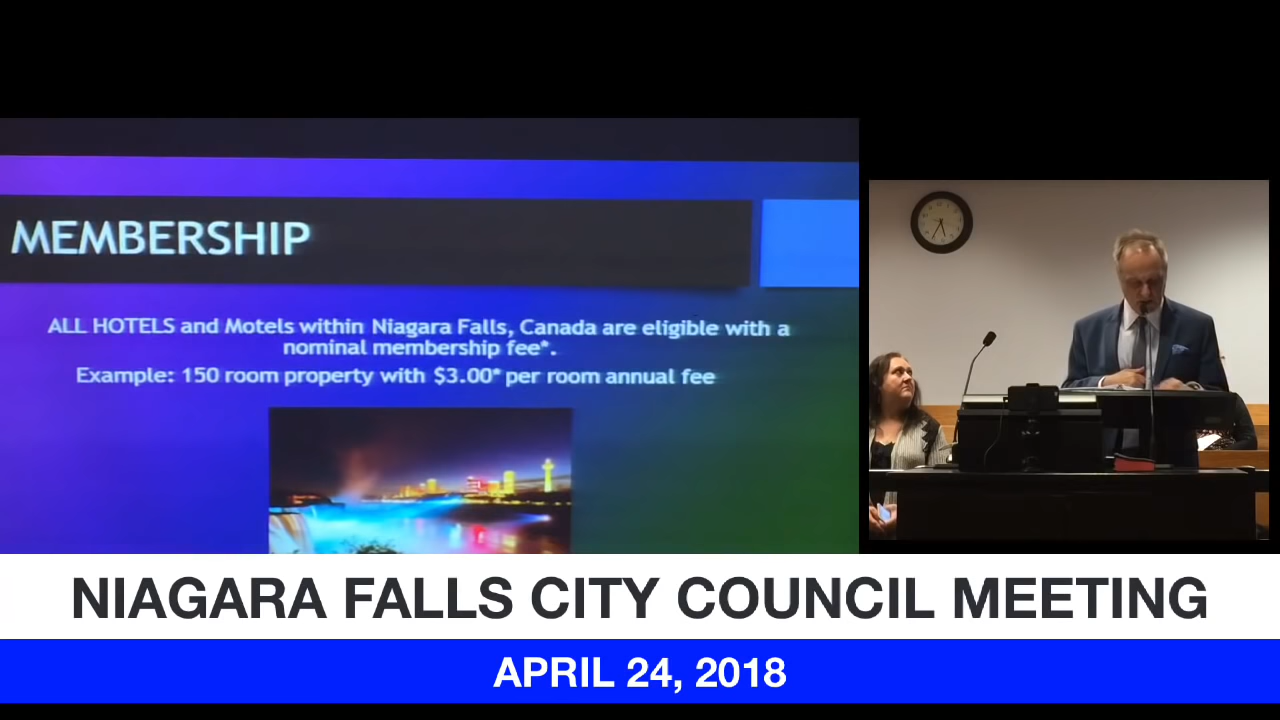 MEMBERSHIP
ALL HOTELS and Motels within Niagara Falls, Canada are eligible with a
nominal membership fee*.
Example: 150 room property with $3.00* per room annual fee
NIAGARA FALLS CITY COUNCIL MEETING
APRIL 24, 2018